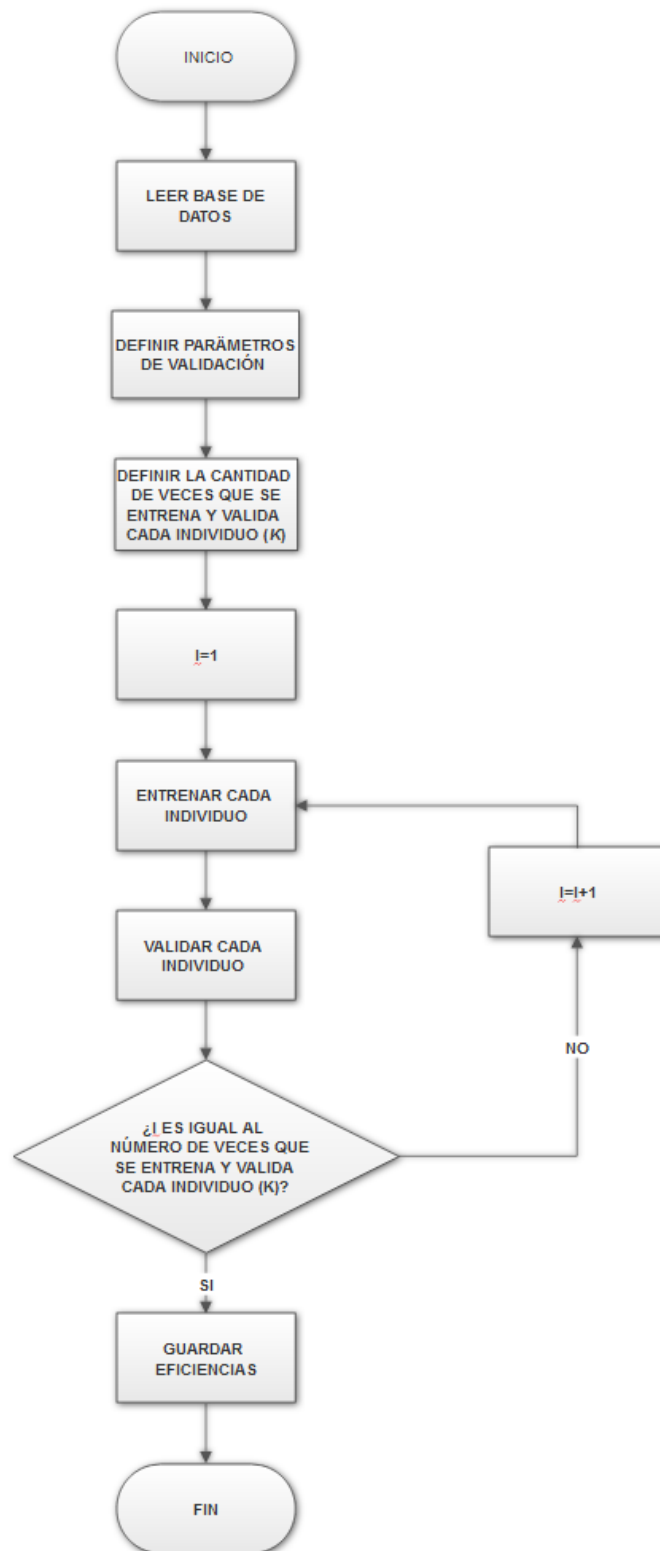 INICIO
LEER BASE DE
DATOS
DEFINIR PARÄMETROS
DE VALIDACIÓN
DEFINIR LA CANTIDAD
DE VECES QUE SE
ENTRENA Y VALIDA
CADA INDIVIDUO (K)
I=1
ENTRENAR CADA
INDIVIDUO
I=I+1
VALIDAR CADA
INDIVIDUO
NO
¿I ES IGUAL AL
NÚMERO DE VECES QUE
SE ENTRENA Y VALIDA
CADA INDIVIDUO (K)?
SI
GUARDAR
EFICIENCIAS
FIN